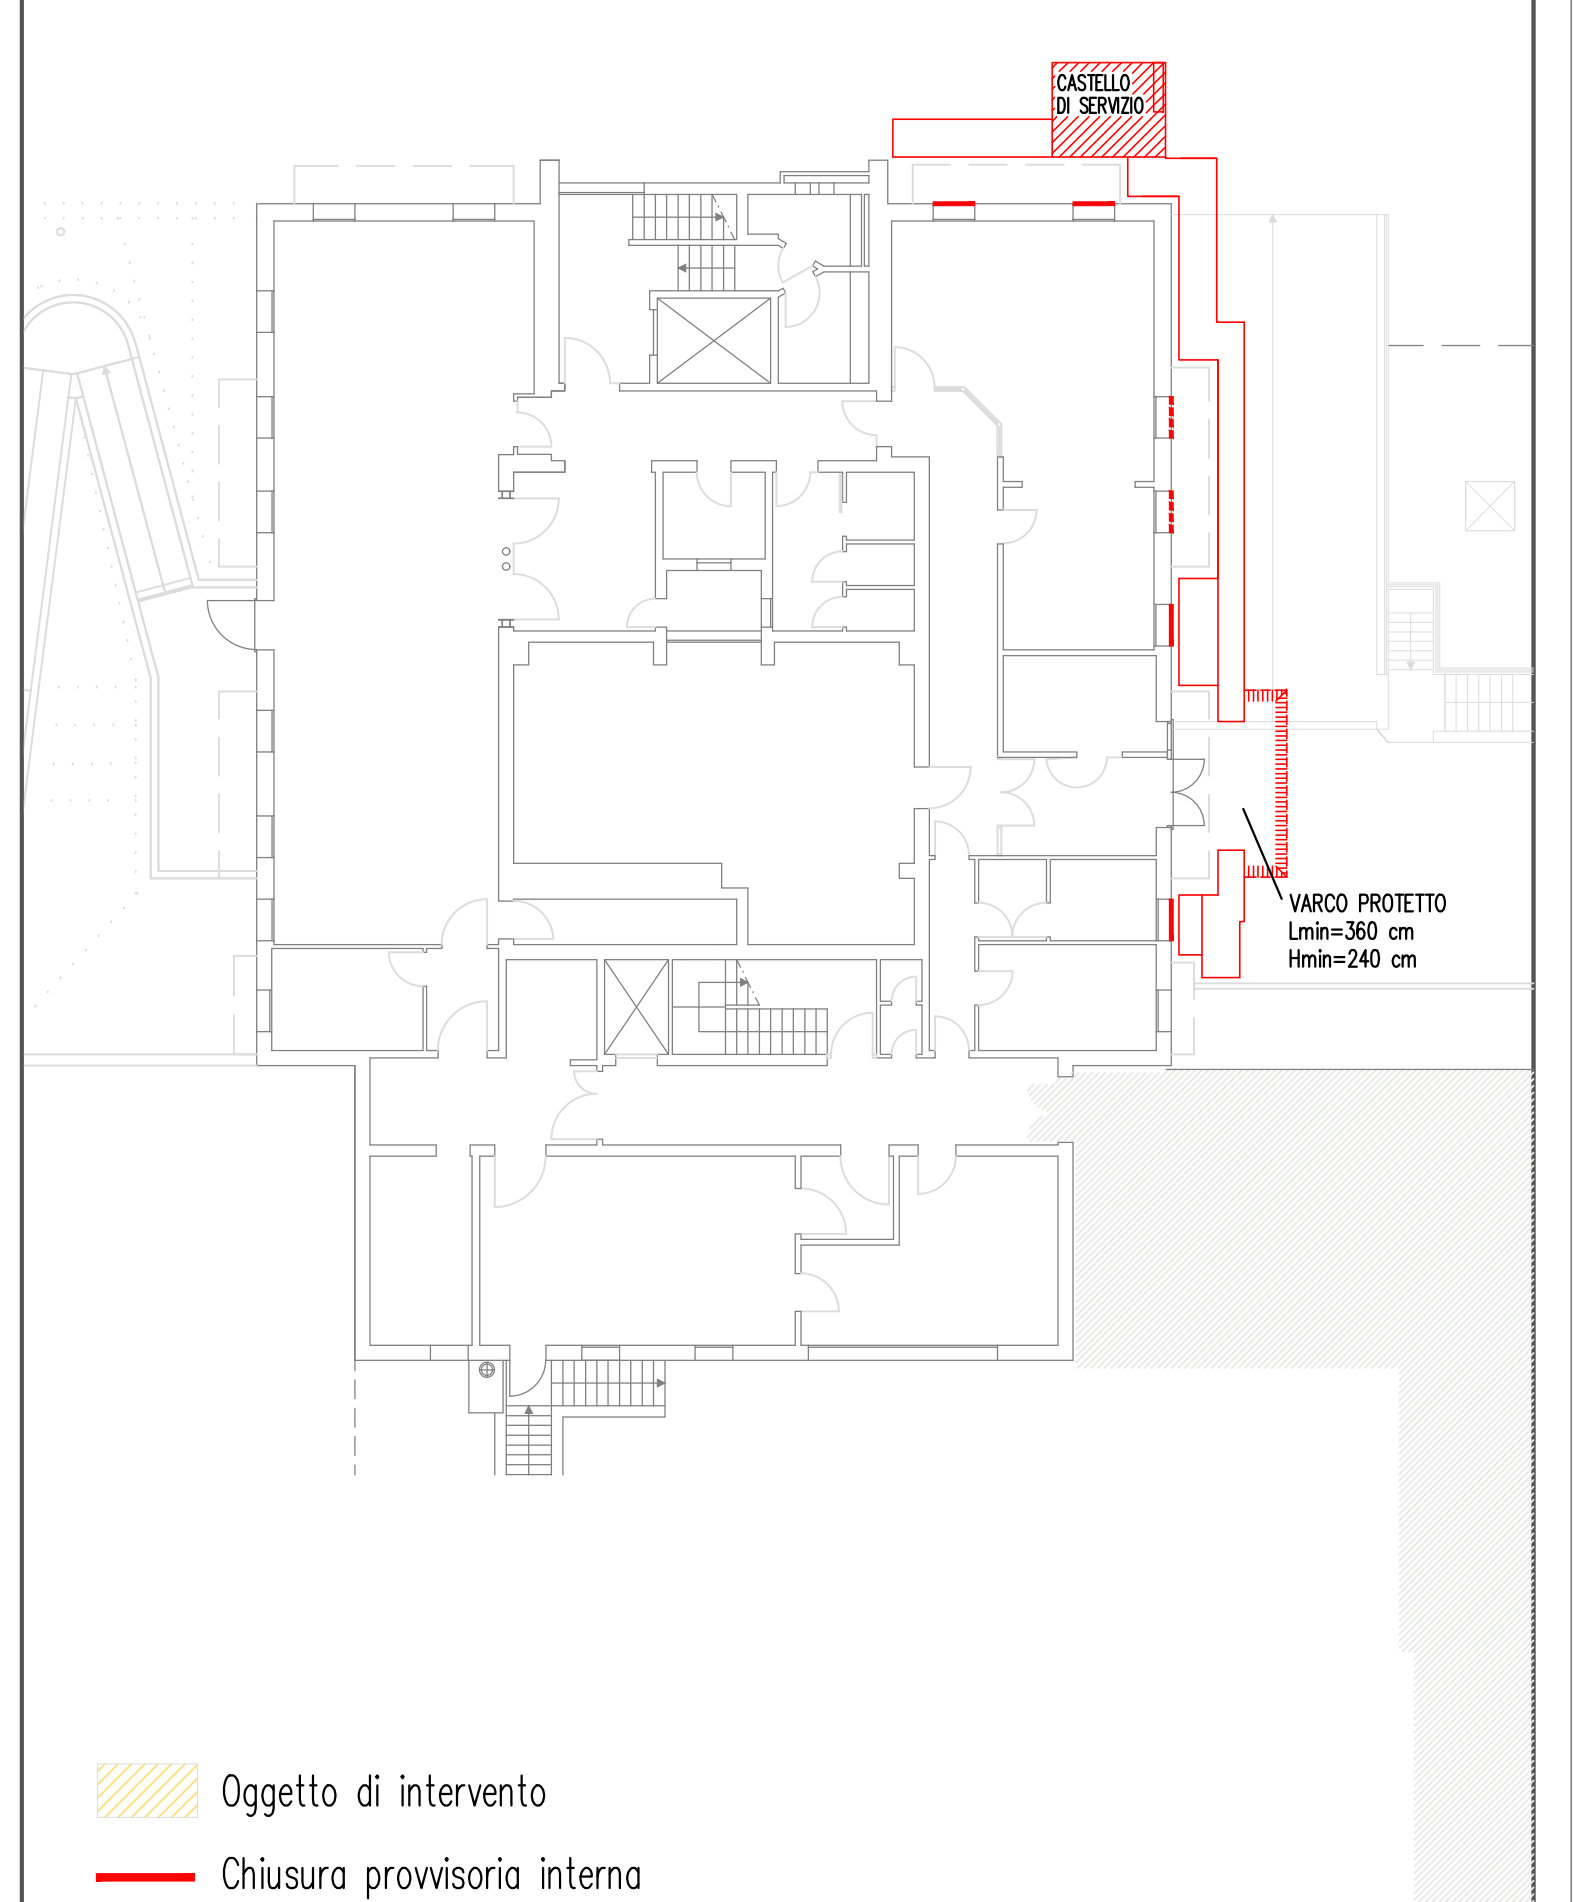 CASTELLO
DI SERVIZIO
VARCO PROTETTO
Lmin=360 cm
Hmin=240 cm
Oggetto di intervento
Chiusura provvisoria interna